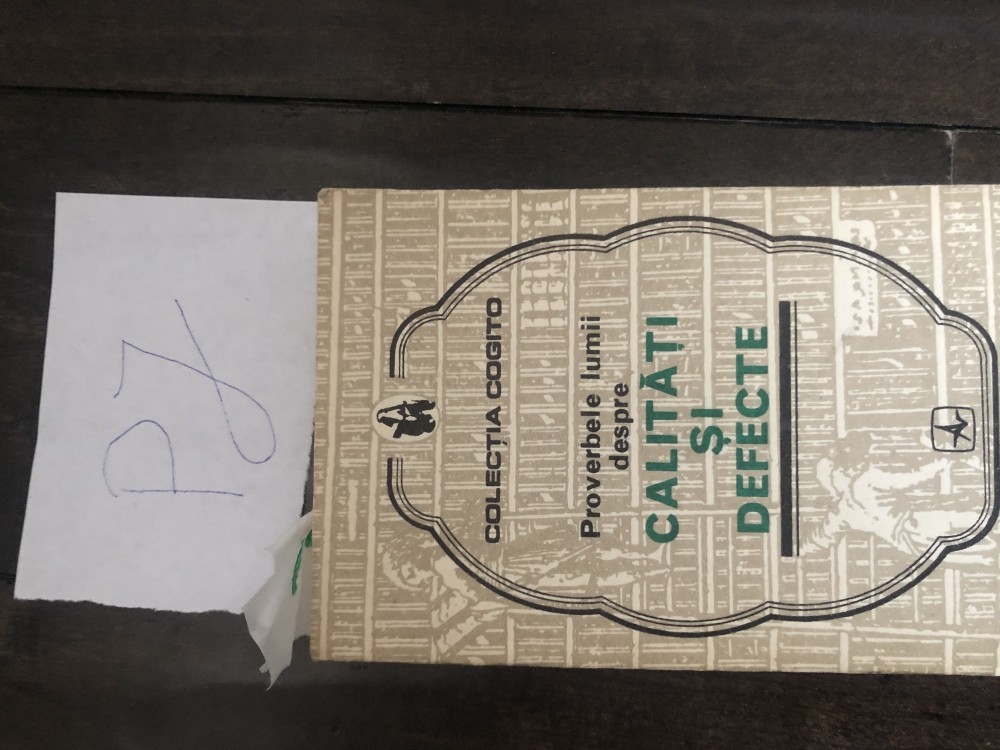 PJ
COLECȚIA COGITO
Proverbele lumii
despre
CALITĂȚI
ȘI
DEFECTE